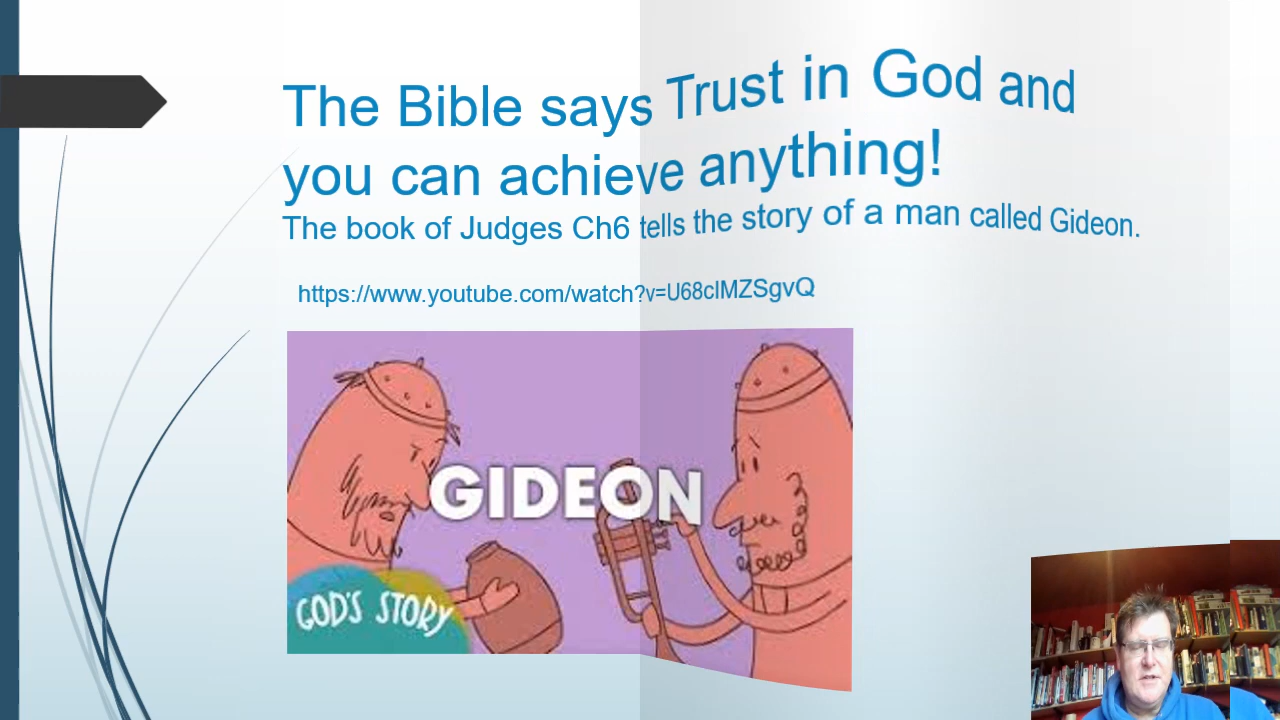 The Bible says Trust in God and
you can achieve anything!
The book of Judges Ch6 tells the story of a man called Gideon.
https://www.youtube.com/watch?v=U68cIMZSgvQ
GIDEON
GOD'S STORY